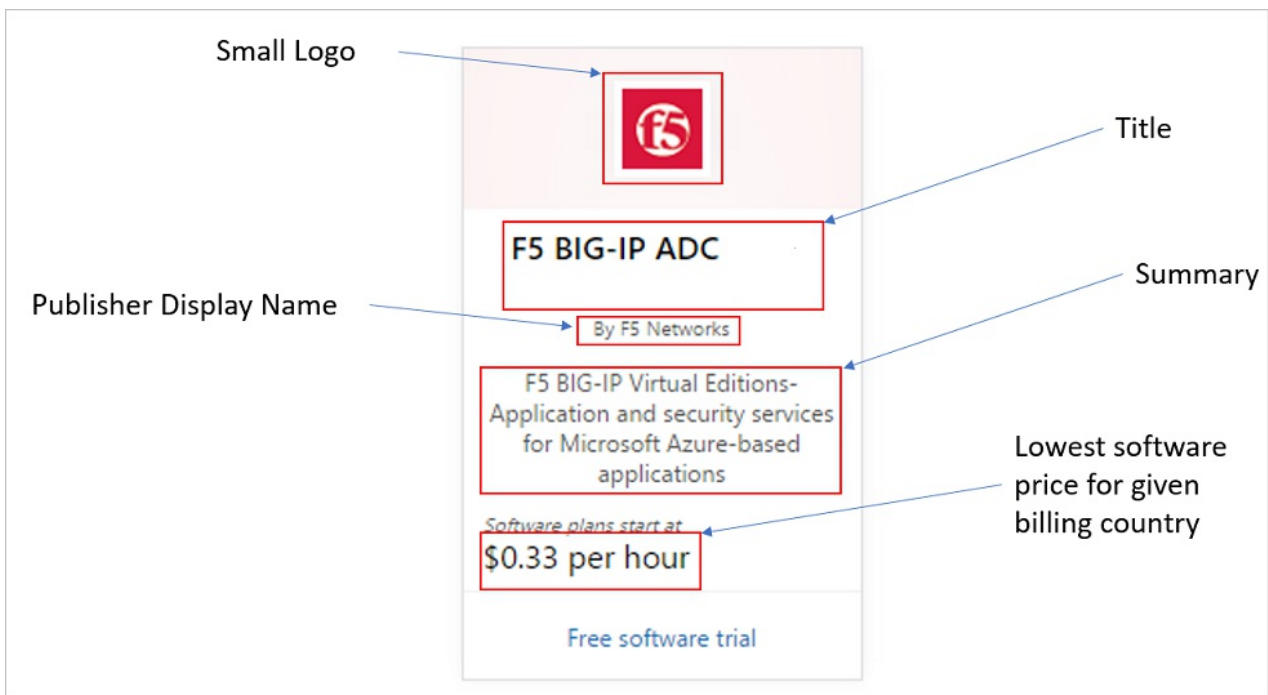 Small Logo
f5
Title
F5 BIG-IP ADC
Summary
Publisher Display Name
By F5 Networks
F5 BIG-IP Virtual Editions-
Application and security services
for Microsoft Azure-based
applications
Lowest software
price for given
billing country
Software plans start at
$0.33 per hour
Free software trial